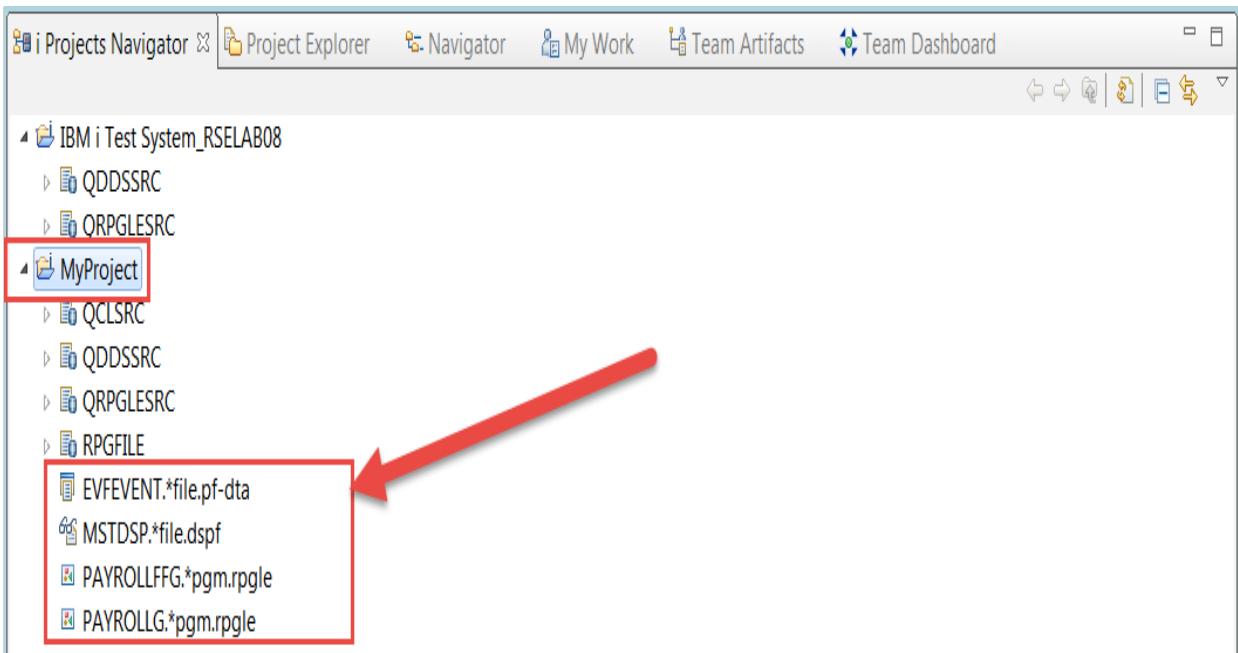 i Projects Navigator Project Explorer Navigator My Work Team Artifacts Team Dashboard
IBM i Test System_RSELAB08
QDDSSRC
QRPGLESRC
MyProject
QCLSRC
QDDSSRC
QRPGLESRC
RPGFILE
EVFEVENT.*file.pf-dta
MSTDSP.*file.dspf
PAYROLLFFG.*pgm.rpgle
PAYROLLG.*pgm.rpgle